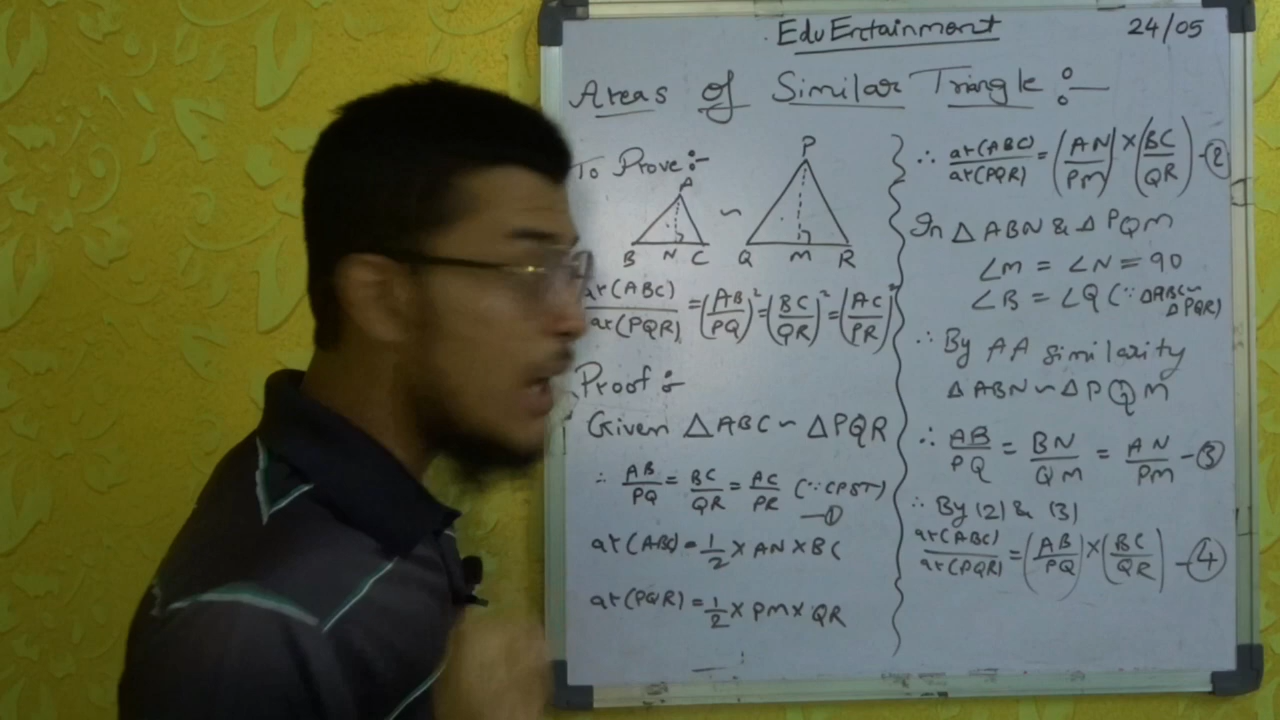 EduEntainment
24/05
Areas of Similar Triangle :—
To Prove :-
A
B N C
~
P
Q M R
ar(ABC)/ar(PQR) = (AB/PQ)² = (BC/QR)² = (AC/PR)²
Proof :-
Given △ABC ~ △PQR
∴ AB/PQ = BC/QR = AC/PR (∵ CPST)
—①
ar(ABC) = 1/2 × AN × BC
ar(PQR) = 1/2 × PM × QR
∴ ar(ABC)/ar(PQR) = (AN/PM) × (BC/QR) -②
In △ ABN & △ PQM
∠M = ∠N = 90
∠B = ∠Q (∵ △ABC ~
△PQR)
∴ By AA similarity
△ ABN ~ △ PQM
∴ AB/PQ = BN/QM = AN/PM -③
∴ By (2) & (3)
ar(ABC)/ar(PQR) = (AB/PQ) × (BC/QR) -④